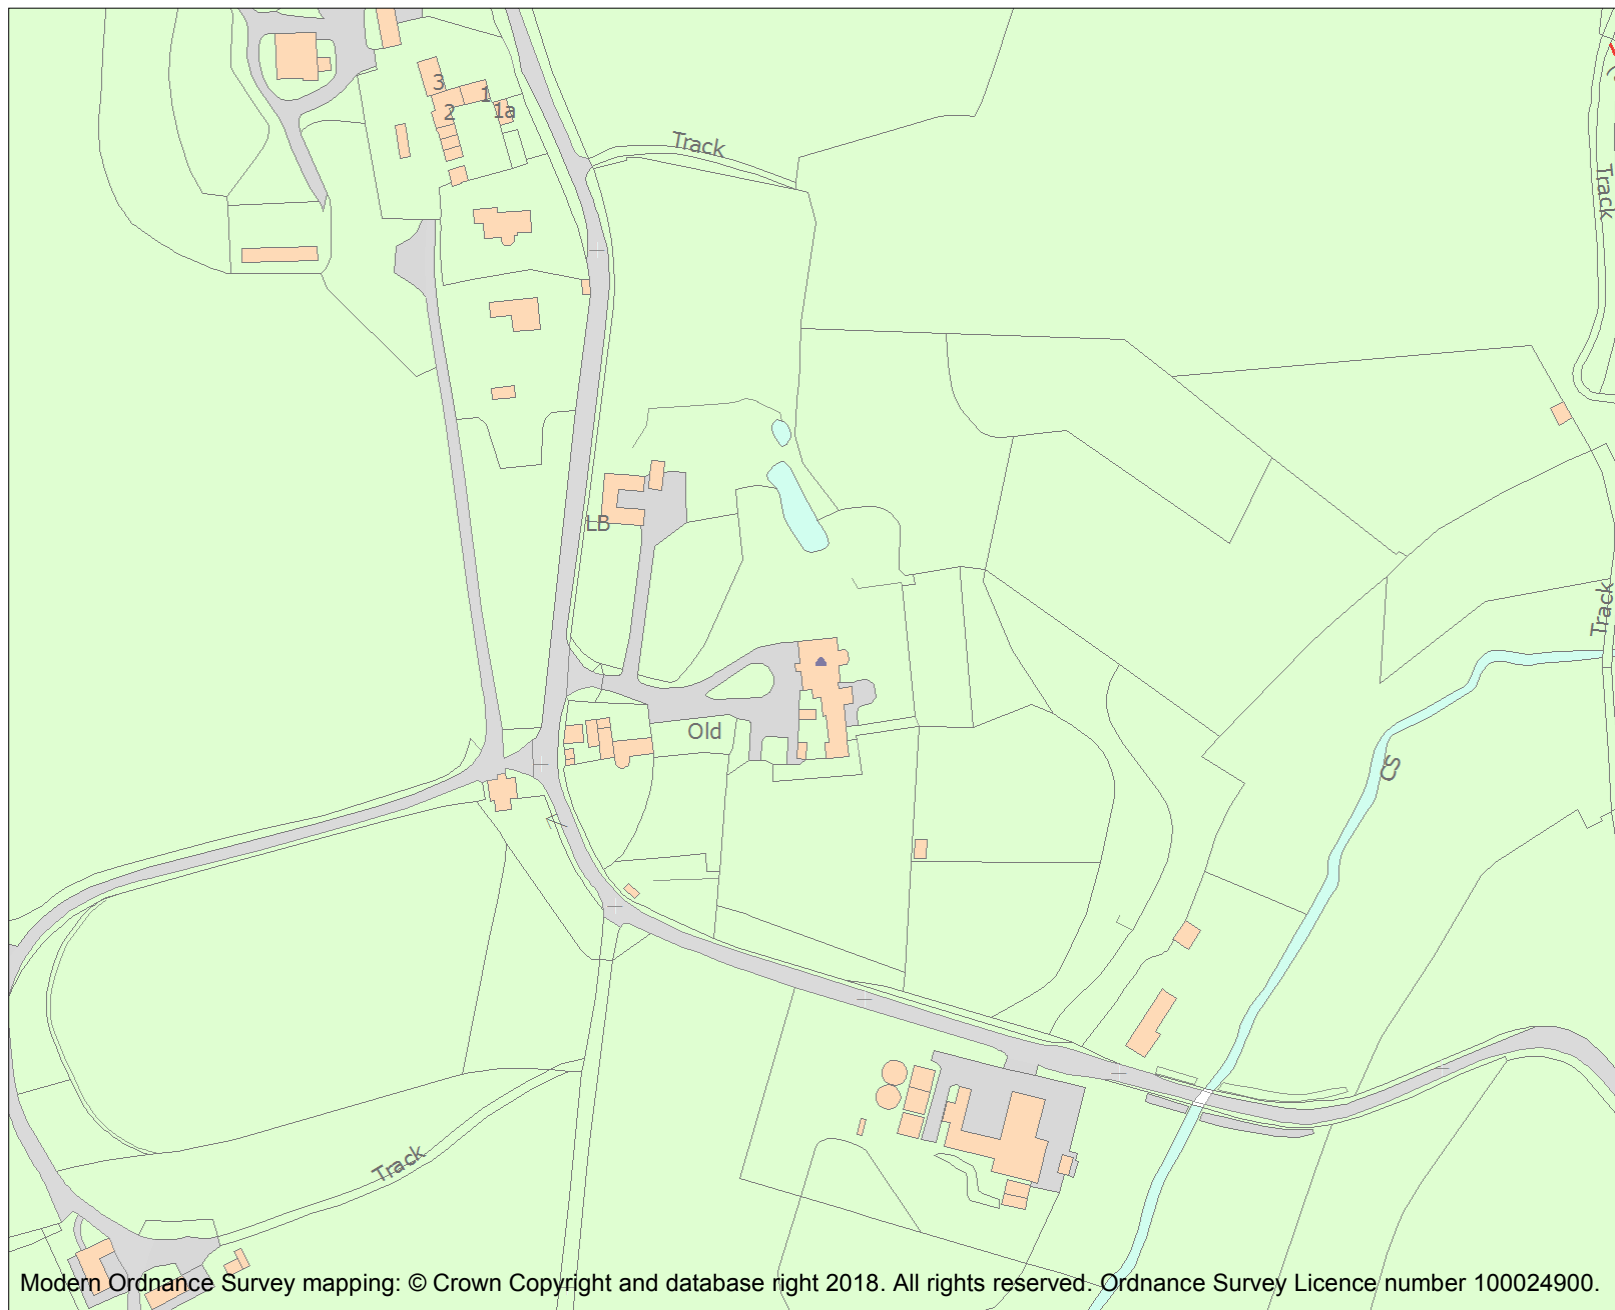 3
1
2
1a
Track
Track
LB
Track
Old
CS
Track
Modern Ordnance Survey mapping: © Crown Copyright and database right 2018. All rights reserved. Ordnance Survey Licence number 100024900.